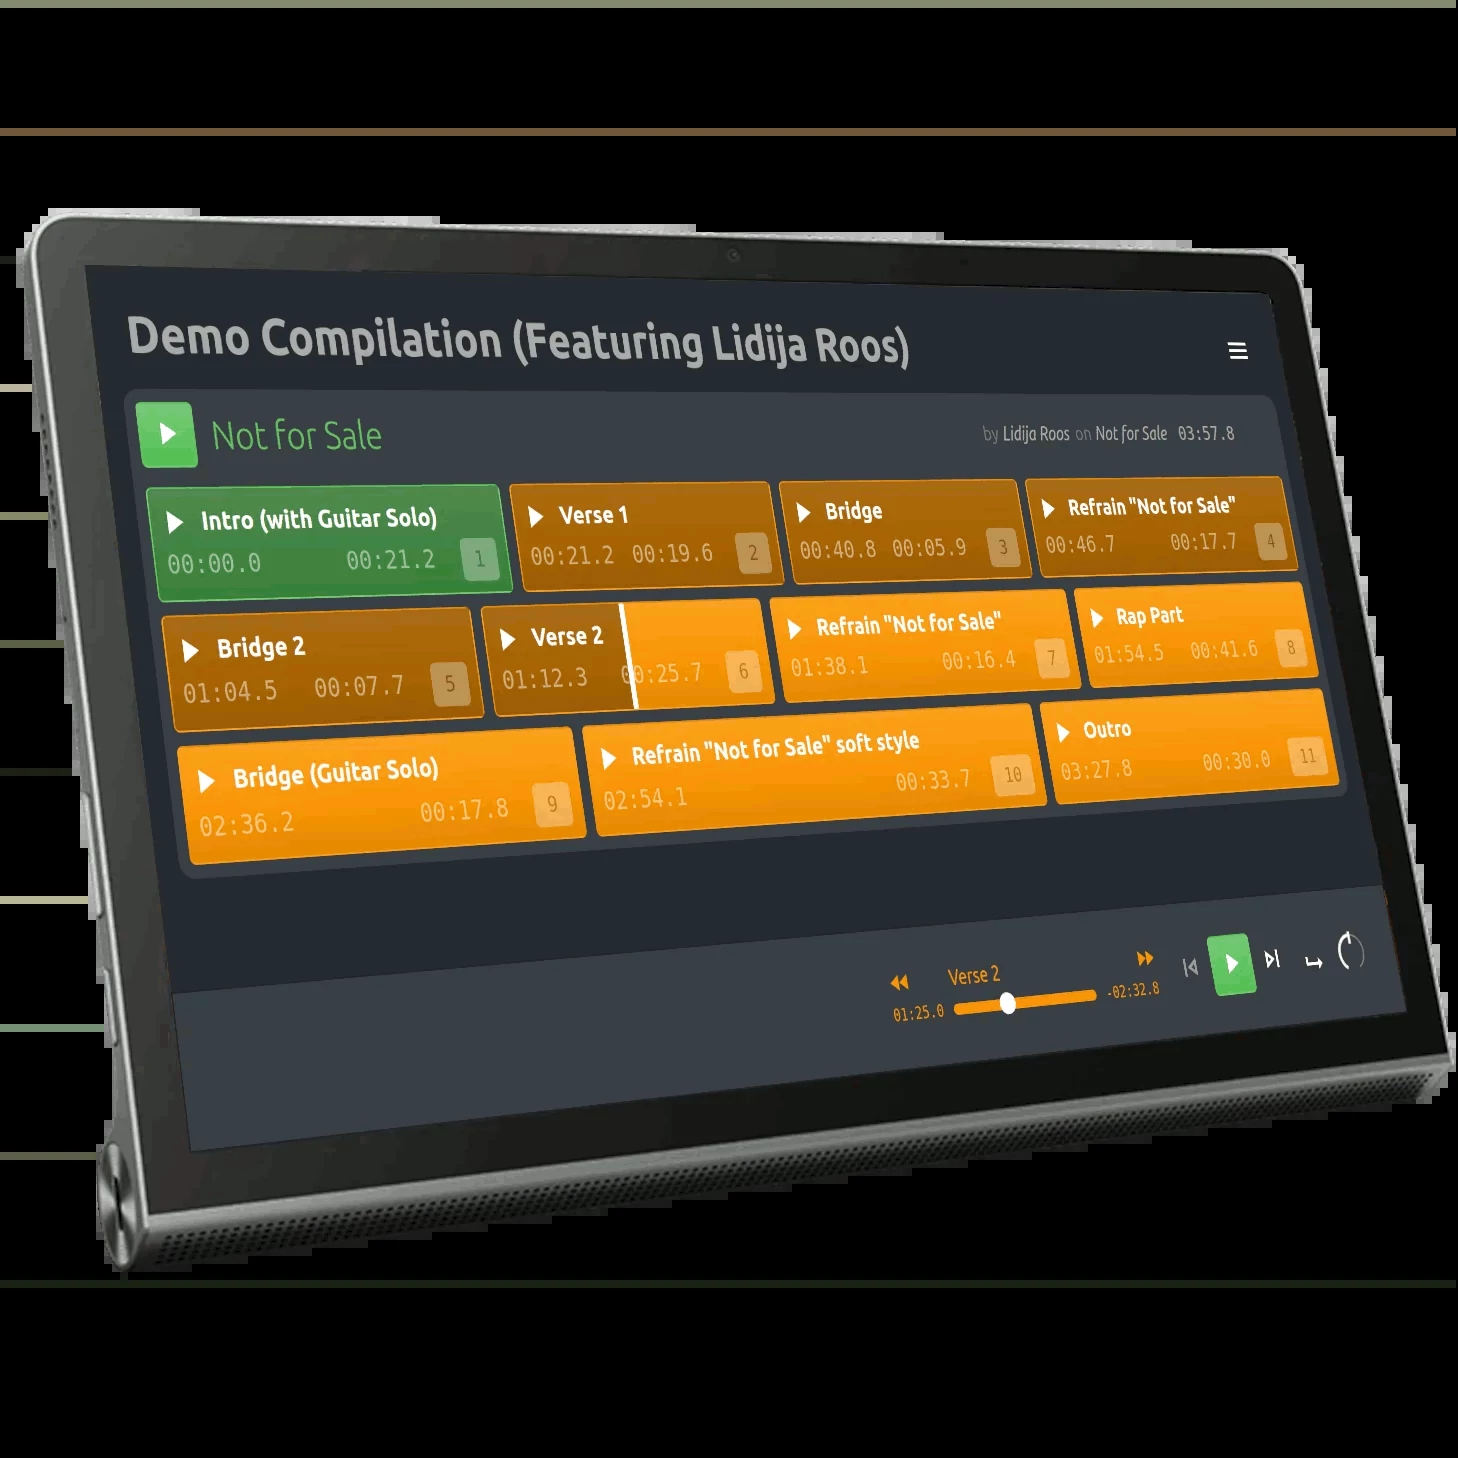 Demo Compilation (Featuring Lidija Roos)
Not for Sale
by Lidija Roos on Not for Sale 03:57.8
Intro (with Guitar Solo)
00:00.0 00:21.2 1
Verse 1
00:21.2 00:19.6 2
Bridge
00:40.8 00:05.9 3
Refrain "Not for Sale"
00:46.7 00:17.7 4
Bridge 2
01:04.5 00:07.7 5
Verse 2
01:12.3 00:25.7 6
Refrain "Not for Sale"
01:38.1 00:16.4 7
Rap Part
01:54.5 00:41.6 8
Bridge (Guitar Solo)
02:36.2 00:17.8 9
Refrain "Not for Sale" soft style
02:54.1 00:33.7 10
Outro
03:27.8 00:30.0 11
Verse 2
01:25.0 -02:32.8